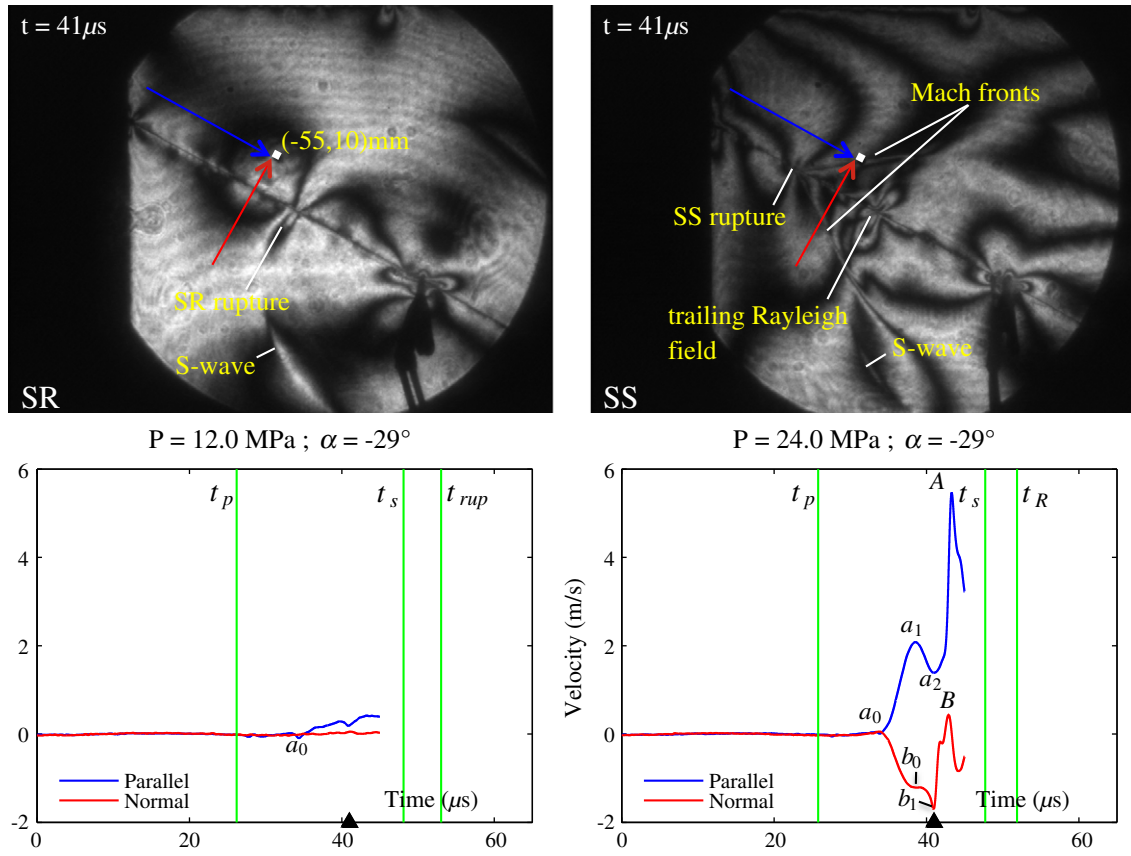 t = 41μs
(-55,10)mm
SR rupture
S-wave
SR
t = 41μs
Mach fronts
SS rupture
trailing Rayleigh
field
S-wave
SS
P = 12.0 MPa ; α = -29°
t p
t s
t rup
a0
Parallel
Normal
Time (μs)
6
4
2
0
-2
0
20
40
60
P = 24.0 MPa ; α = -29°
Velocity (m/s)
t p
A
t s
t R
a1
a2
a0
B
b0
b1
Parallel
Normal
Time (μs)
6
4
2
0
-2
0
20
40
60